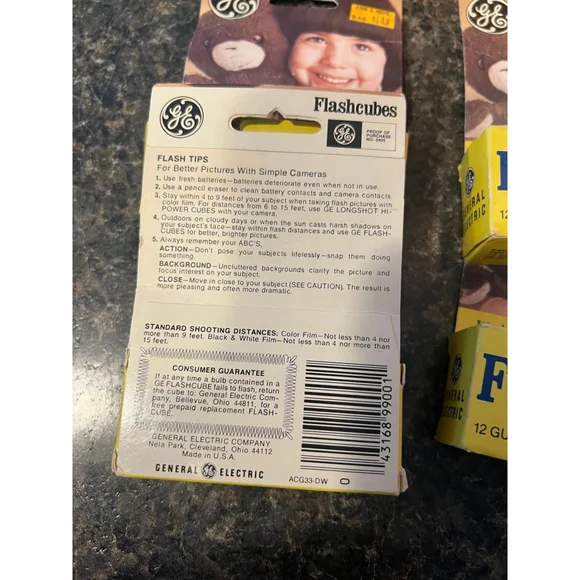 GE
Flashcubes
GE
PROOF OF
PURCHASE
FLASH TIPS
For Better Pictures With Simple Cameras
1. Use fresh batteries—batteries deteriorate even when not in use.
2. Use a pencil eraser to clean battery contacts and camera contacts.
3. Stay within 4 to 9 feet of your subject when taking flash pictures with
color film. For distances from 6 to 15 feet, use GE LONGSHOT HI-
POWER CUBES with your camera.
4. Outdoors on cloudy days or when the sun casts harsh shadows on
your subject's face—stay within flash distances and use GE FLASH-
CUBES for better, brighter pictures.
5. Always remember your ABC'S,
ACTION—Don't pose your subjects lifelessly—snap them doing
something.
BACKGROUND—Uncluttered backgrounds clarify the picture and
focus interest on your subject.
CLOSE—Move in close to your subject (SEE CAUTION). The result is
more pleasing and often more dramatic.
STANDARD SHOOTING DISTANCES: Color Film—Not less than 4 nor
more than 9 feet. Black & White Film—Not less than 4 nor more than
15 feet.
CONSUMER GUARANTEE
If at any time a bulb contained in a
GE FLASHCUBE fails to flash, return
the cube to: General Electric Com-
pany, Bellevue, Ohio 44811, for a
free prepaid replacement FLASH-
CUBE.
GENERAL ELECTRIC COMPANY
Nela Park, Cleveland, Ohio 44112
Made in U.S.A.
GENERAL GE ELECTRIC
ACG33-DW
0
43168 99001
GE
GENERAL
ELECTRIC
F
12
GENERAL
ELECTRIC
F
12 GU